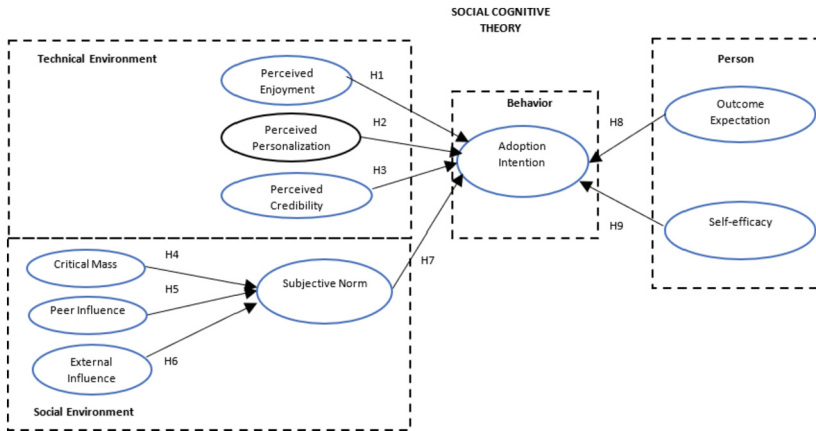 SOCIAL COGNITIVE
THEORY
Technical Environment
Perceived
Enjoyment
H1
Perceived
Personalization
H2
Perceived
Credibility
H3
Behavior
Adoption
Intention
Person
Outcome
Expectation
H8
Self-efficacy
H9
Critical Mass
H4
Peer Influence
H5
External
Influence
H6
Subjective Norm
H7
Social Environment